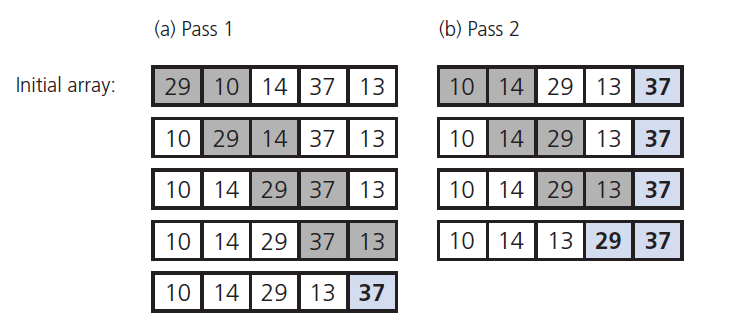 (a) Pass 1
(b) Pass 2
Initial array: 29 10 14 37 13
10 14 29 13 37
10 29 14 37 13
10 14 29 13 37
10 14 29 37 13
10 14 29 13 37
10 14 29 37 13
10 14 13 29 37
10 14 29 13 37